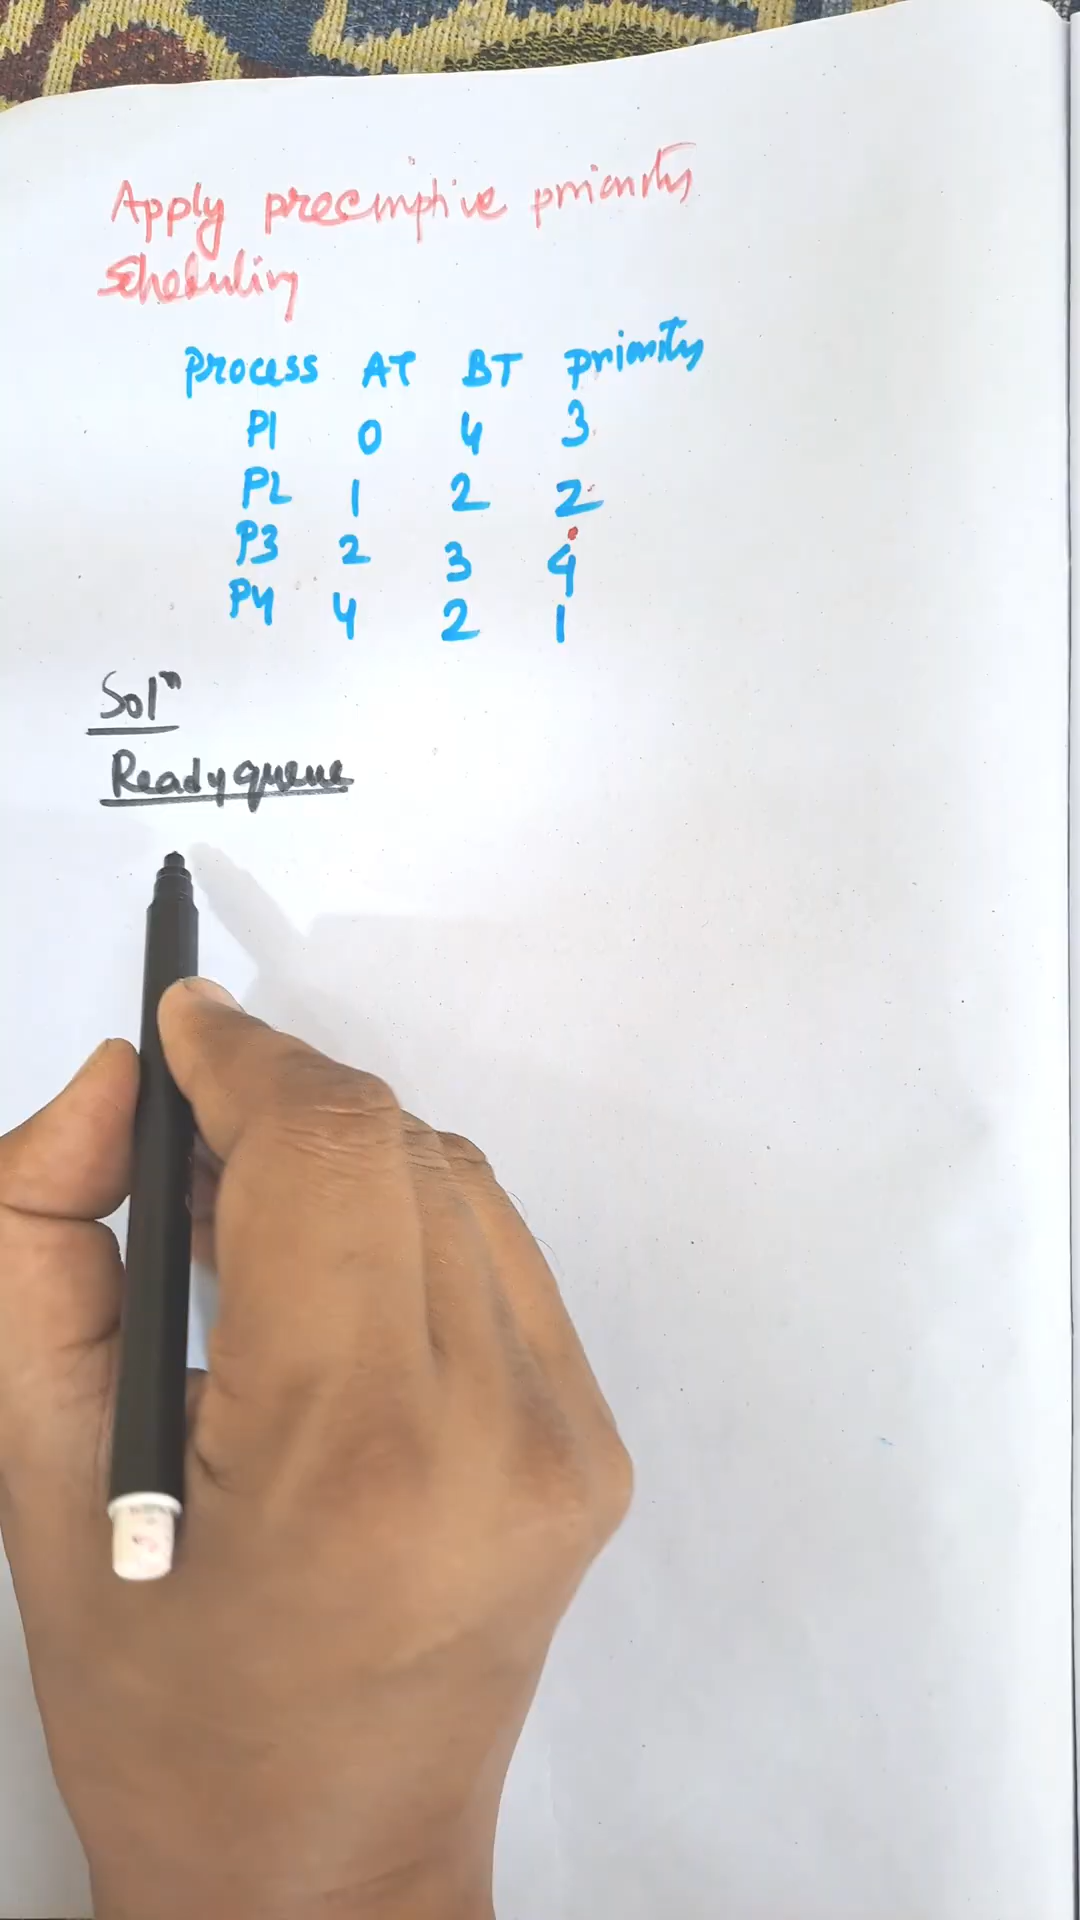 Apply preemptive priority
scheduling
Process AT BT priority
P1 0 4 3
P2 1 2 2
P3 2 3 4
P4 4 2 1
Solⁿ
Ready queue